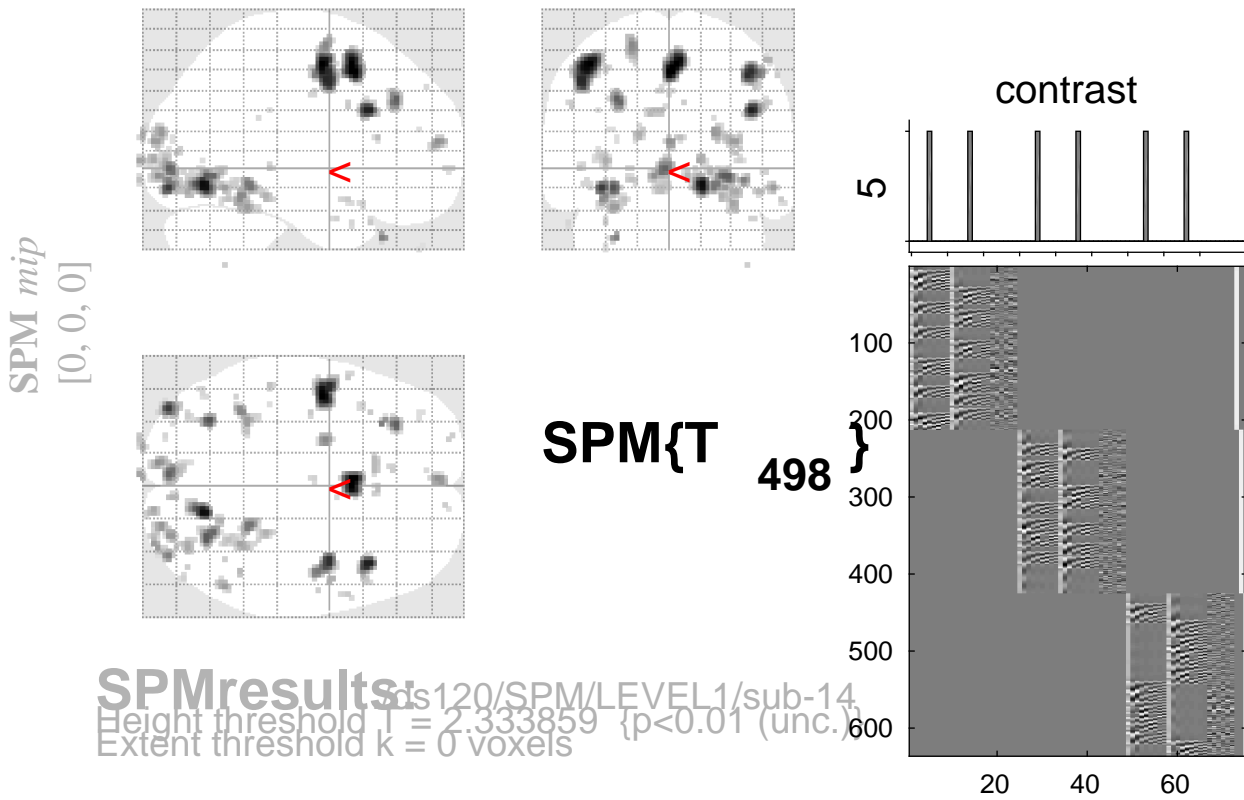 contrast
5
SPM mip
[0, 0, 0]
<
<
<
SPM{T498}
100
200
300
400
500
600
20 40 60
SPMresults: /ds120/SPM/LEVEL1/sub-14
Height threshold T = 2.333859 {p<0.01 (unc.)}
Extent threshold k = 0 voxels